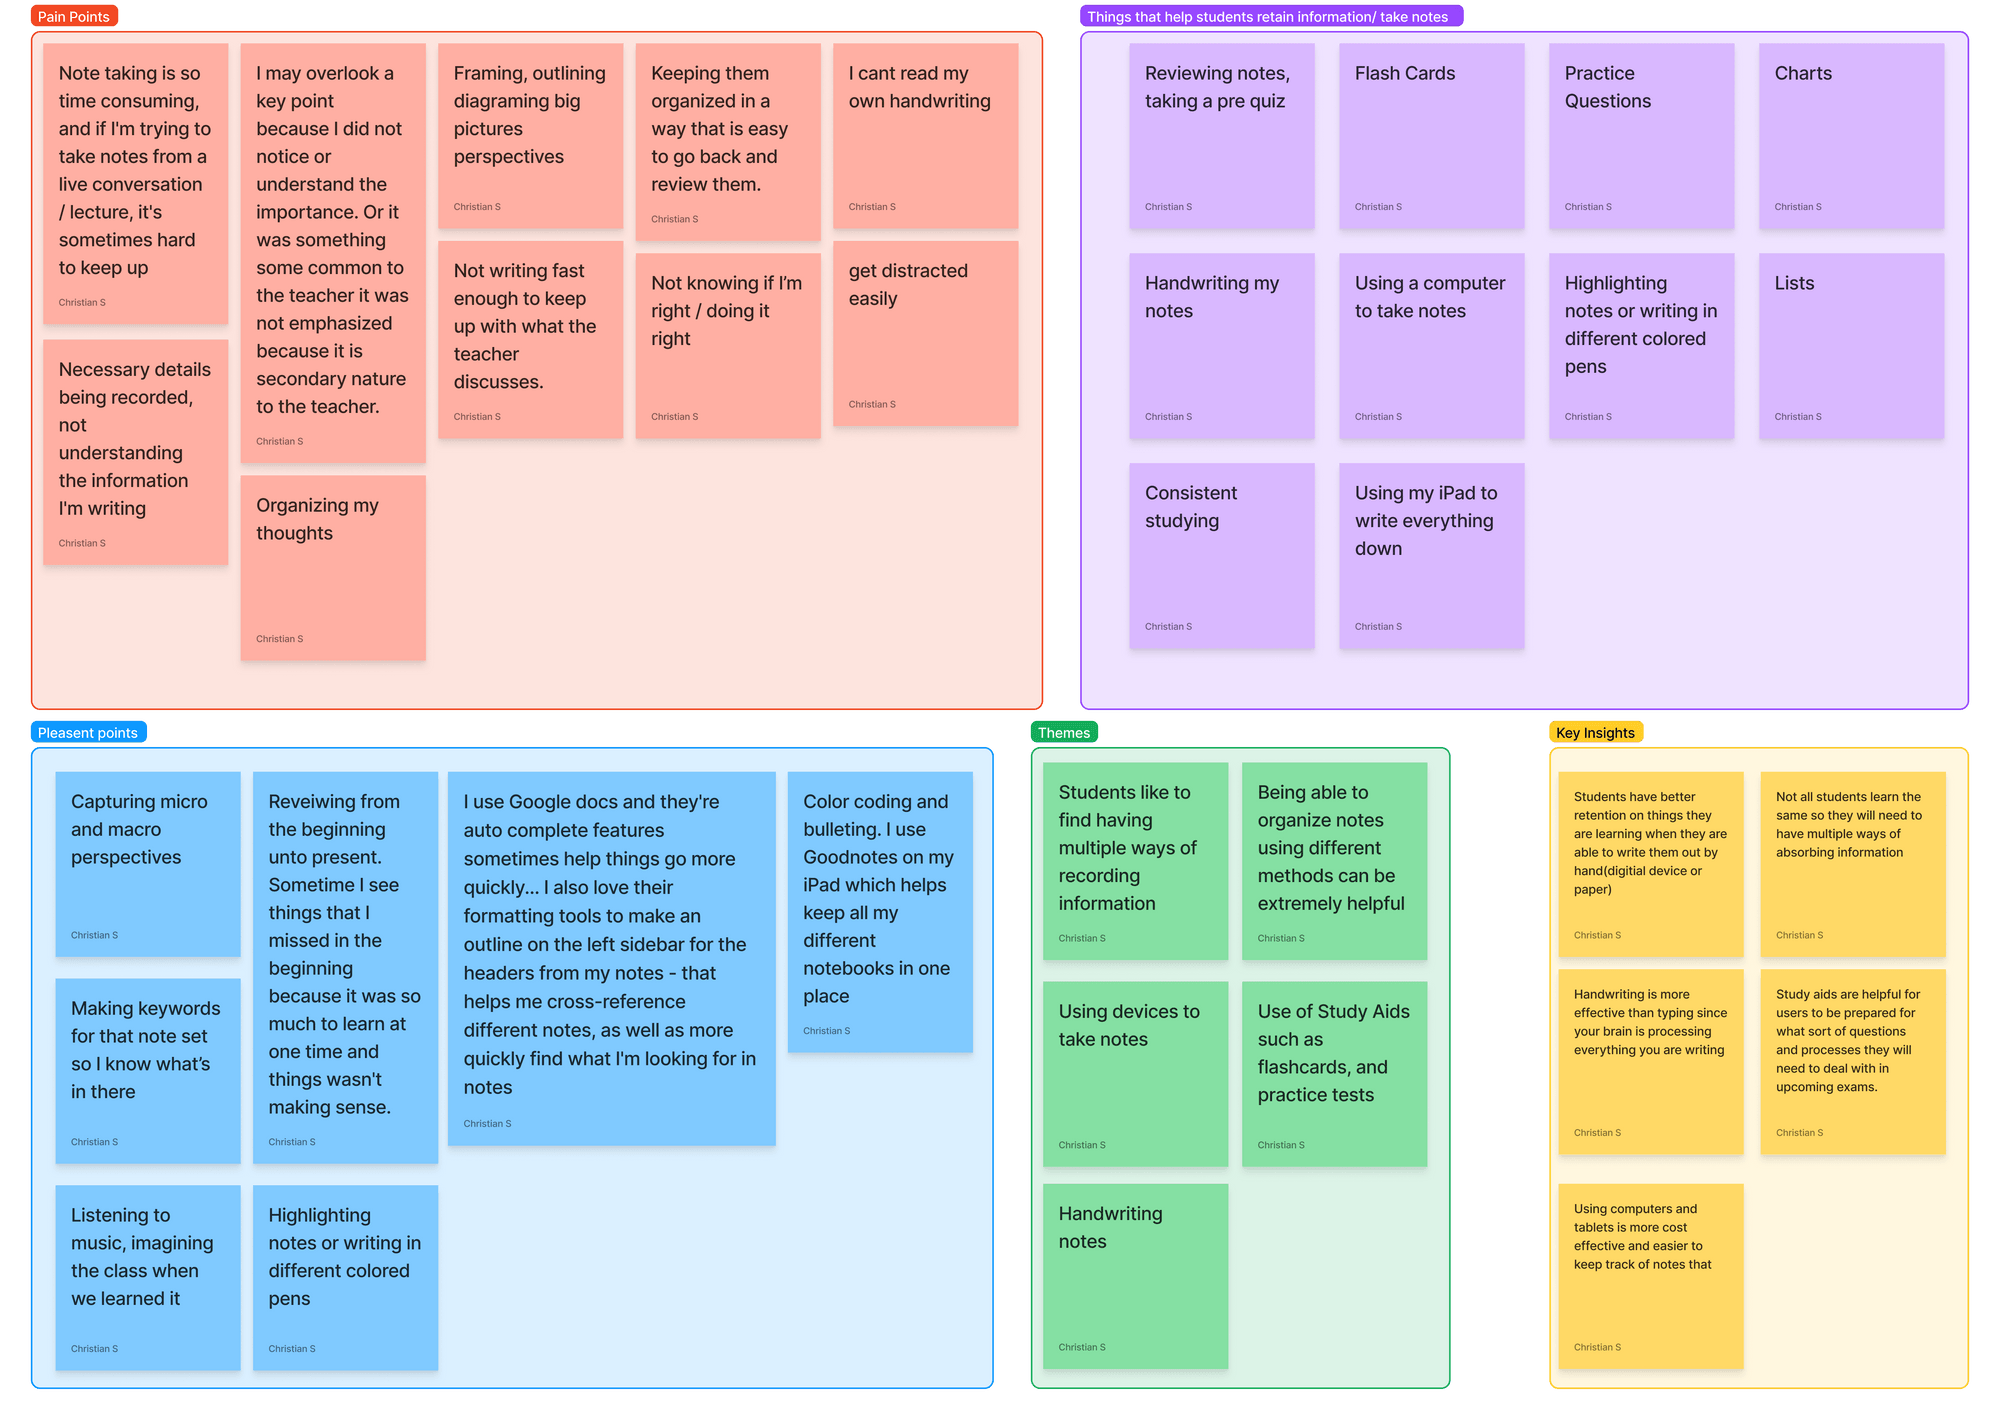 Pain Points
Note taking is so
time consuming,
and if I'm trying to
take notes from a
live conversation
/ lecture, it's
sometimes hard
to keep up
Christian S
Necessary details
being recorded,
not
understanding
the information
I'm writing
Christian S
I may overlook a
key point
because I did not
notice or
understand the
importance. Or it
was something
some common to
the teacher it was
not emphasized
because it is
secondary nature
to the teacher.
Christian S
Organizing my
thoughts
Christian S
Framing, outlining
diagraming big
pictures
perspectives
Christian S
Not writing fast
enough to keep
up with what the
teacher
discusses.
Christian S
Keeping them
organized in a
way that is easy
to go back and
review them.
Christian S
Not knowing if I’m
right / doing it
right
Christian S
I cant read my
own handwriting
Christian S
get distracted
easily
Christian S
Things that help students retain information/ take notes
Reviewing notes,
taking a pre quiz
Christian S
Flash Cards
Christian S
Practice
Questions
Christian S
Charts
Christian S
Handwriting my
notes
Christian S
Using a computer
to take notes
Christian S
Highlighting
notes or writing in
different colored
pens
Christian S
Lists
Christian S
Consistent
studying
Christian S
Using my iPad to
write everything
down
Christian S
Pleasent points
Capturing micro
and macro
perspectives
Christian S
Making keywords
for that note set
so I know what’s
in there
Christian S
Listening to
music, imagining
the class when
we learned it
Christian S
Reveiwing from
the beginning
unto present.
Sometime I see
things that I
missed in the
beginning
because it was so
much to learn at
one time and
things wasn't
making sense.
Christian S
Highlighting
notes or writing in
different colored
pens
Christian S
I use Google docs and they're
auto complete features
sometimes help things go more
quickly... I also love their
formatting tools to make an
outline on the left sidebar for the
headers from my notes - that
helps me cross-reference
different notes, as well as more
quickly find what I'm looking for in
notes
Christian S
Color coding and
bulleting. I use
Goodnotes on my
iPad which helps
keep all my
different
notebooks in one
place
Christian S
Themes
Students like to
find having
multiple ways of
recording
information
Christian S
Being able to
organize notes
using different
methods can be
extremely helpful
Christian S
Using devices to
take notes
Christian S
Use of Study Aids
such as
flashcards, and
practice tests
Christian S
Handwriting
notes
Christian S
Key Insights
Students have better
retention on things they
are learning when they are
able to write them out by
hand(digitial device or
paper)
Christian S
Not all students learn the
same so they will need to
have multiple ways of
absorbing information
Christian S
Handwriting is more
effective than typing since
your brain is processing
everything you are writing
Christian S
Study aids are helpful for
users to be prepared for
what sort of questions
and processes they will
need to deal with in
upcoming exams.
Christian S
Using computers and
tablets is more cost
effective and easier to
keep track of notes that
Christian S